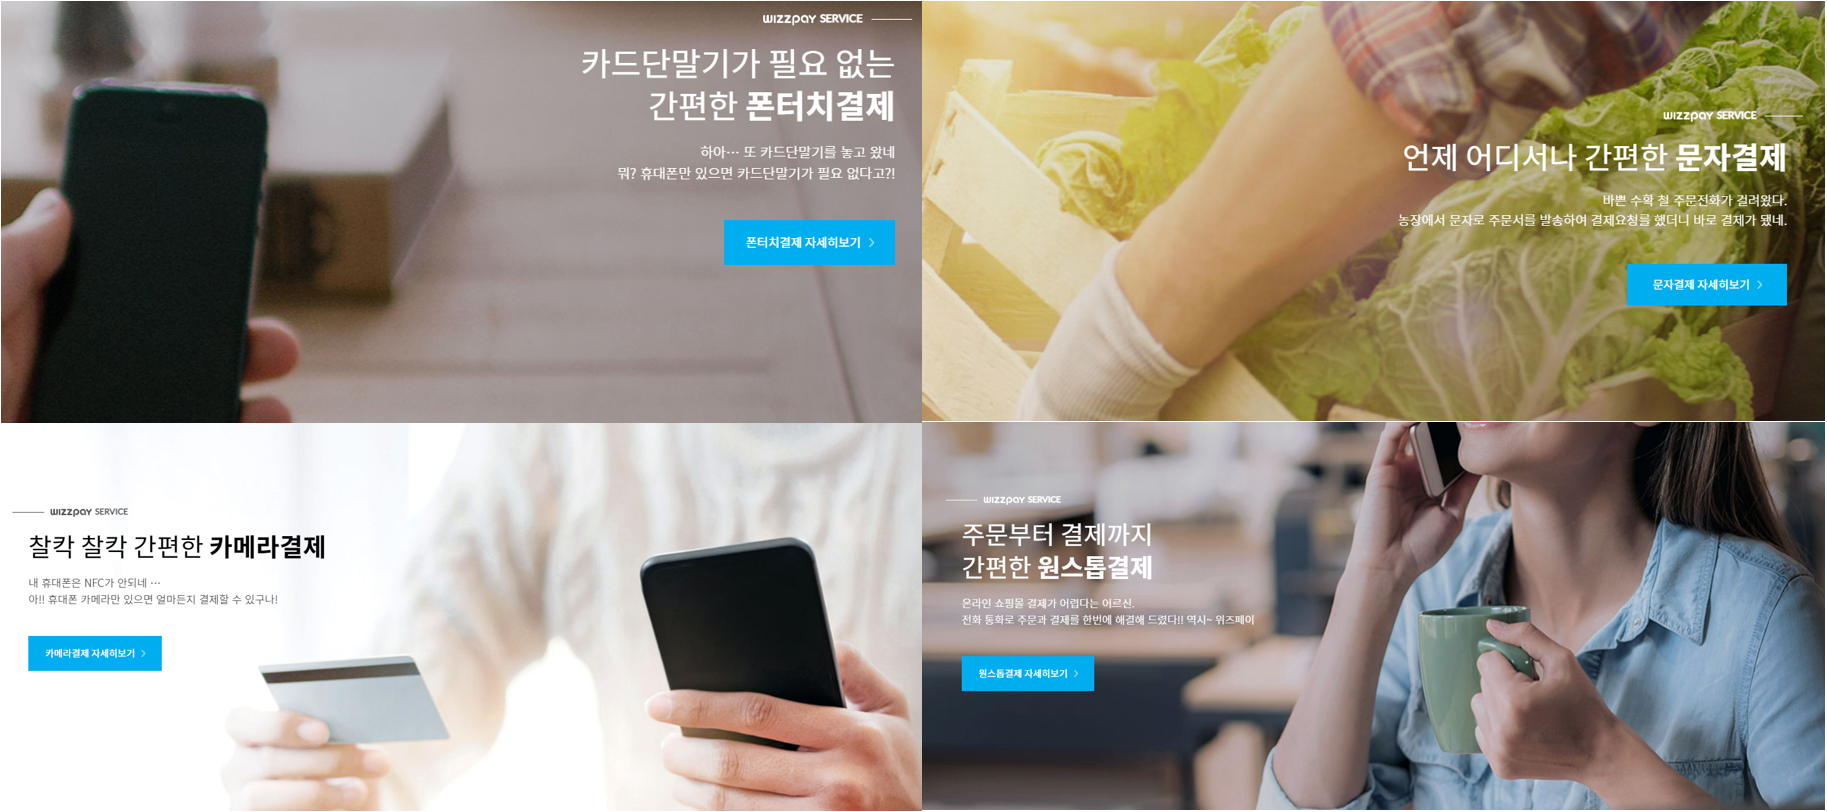 wizzpay SERVICE
카드단말기가 필요 없는
간편한 폰터치결제
하아… 또 카드단말기를 놓고 왔네
뭐? 휴대폰만 있으면 카드단말기가 필요 없다고?!
폰터치결제 자세히보기 >
wizzpay SERVICE
언제 어디서나 간편한 문자결제
바쁜 수확 철 주문전화가 걸려왔다.
농장에서 문자로 주문서를 발송하여 결제요청를 했더니 바로 결제가 됐네.
문자결제 자세히보기 >
wizzpay SERVICE
찰칵 찰칵 간편한 카메라결제
내 휴대폰은 NFC가 안되네 …
아!! 휴대폰 카메라만 있으면 얼마든지 결제할 수 있구나!
카메라결제 자세히보기 >
wizzpay SERVICE
주문부터 결제까지
간편한 원스톱결제
온라인 쇼핑몰 결제가 어렵다는 어르신.
전화 통화로 주문과 결제를 한번에 해결해 드렸다!! 역시~ 위즈페이
원스톱결제 자세히보기 >